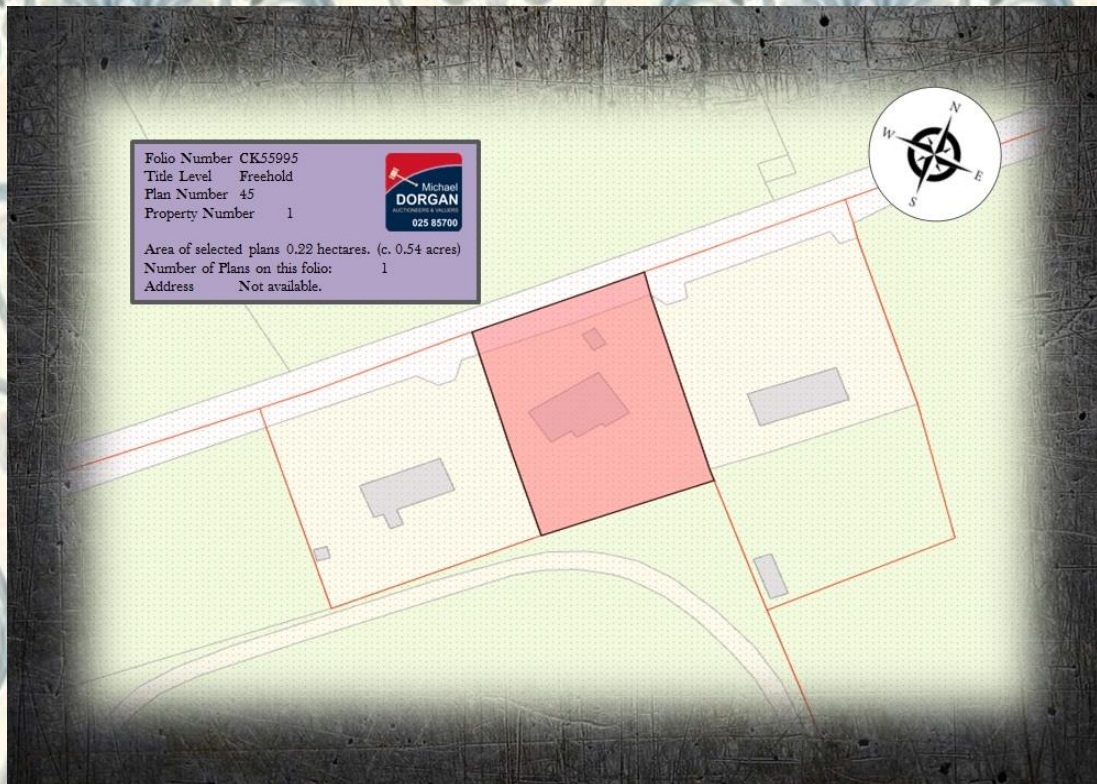 Folio Number CK55995
Title Level Freehold
Plan Number 45
Property Number 1
Area of selected plans 0.22 hectares. (c. 0.54 acres)
Number of Plans on this folio: 1
Address Not available.
Michael
DORGAN
AUCTIONEERS & VALUERS
025 85700
N
W
E
S